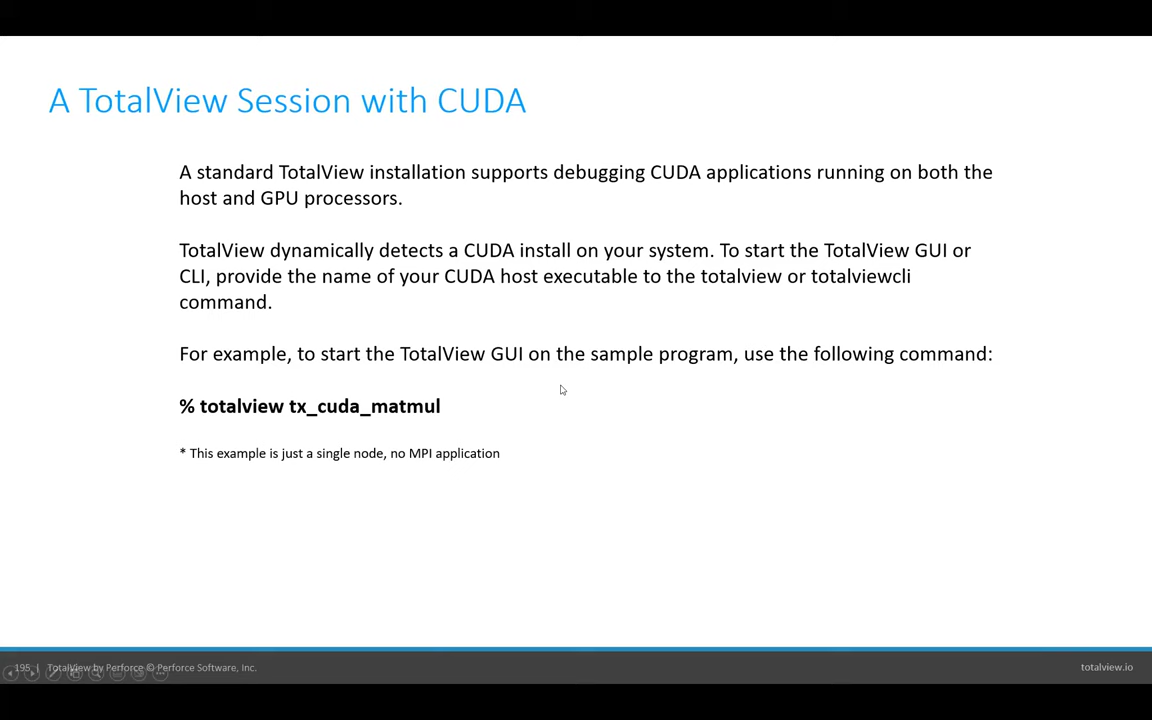 A TotalView Session with CUDA
A standard TotalView installation supports debugging CUDA applications running on both the
host and GPU processors.
TotalView dynamically detects a CUDA install on your system. To start the TotalView GUI or
CLI, provide the name of your CUDA host executable to the totalview or totalviewcli
command.
For example, to start the TotalView GUI on the sample program, use the following command:
% totalview tx_cuda_matmul
* This example is just a single node, no MPI application
195 | TotalView by Perforce © Perforce Software, Inc.
totalview.io